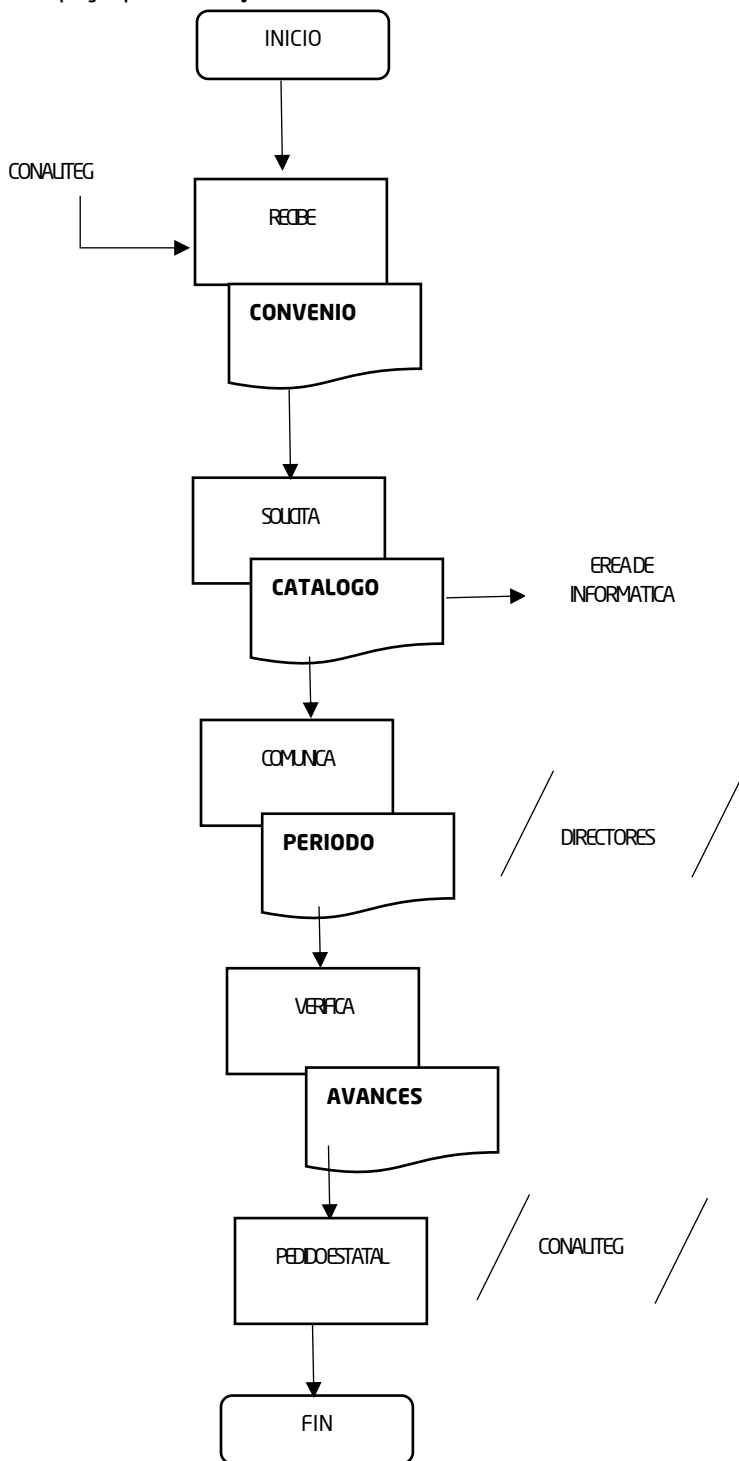 INICIO
CONALITEG
RECIBE
CONVENIO
SOLICITA
CATALOGO
EREA DE
INFORMATICA
COMUNICA
PERIODO
DIRECTORES
VERIFICA
AVANCES
PEDIDO ESTATAL
CONALITEG
FIN